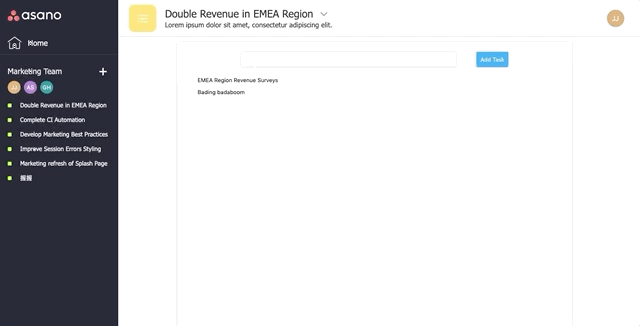 asano
Home
Marketing Team
JJ AS GH
Double Revenue in EMEA Region
Complete CI Automation
Develop Marketing Best Practices
Improve Session Errors Styling
Marketing refresh of Splash Page
Double Revenue in EMEA Region
Lorem ipsum dolor sit amet, consectetur adipiscing elit.
JJ
Add Task
EMEA Region Revenue Surveys
Bading badaboom